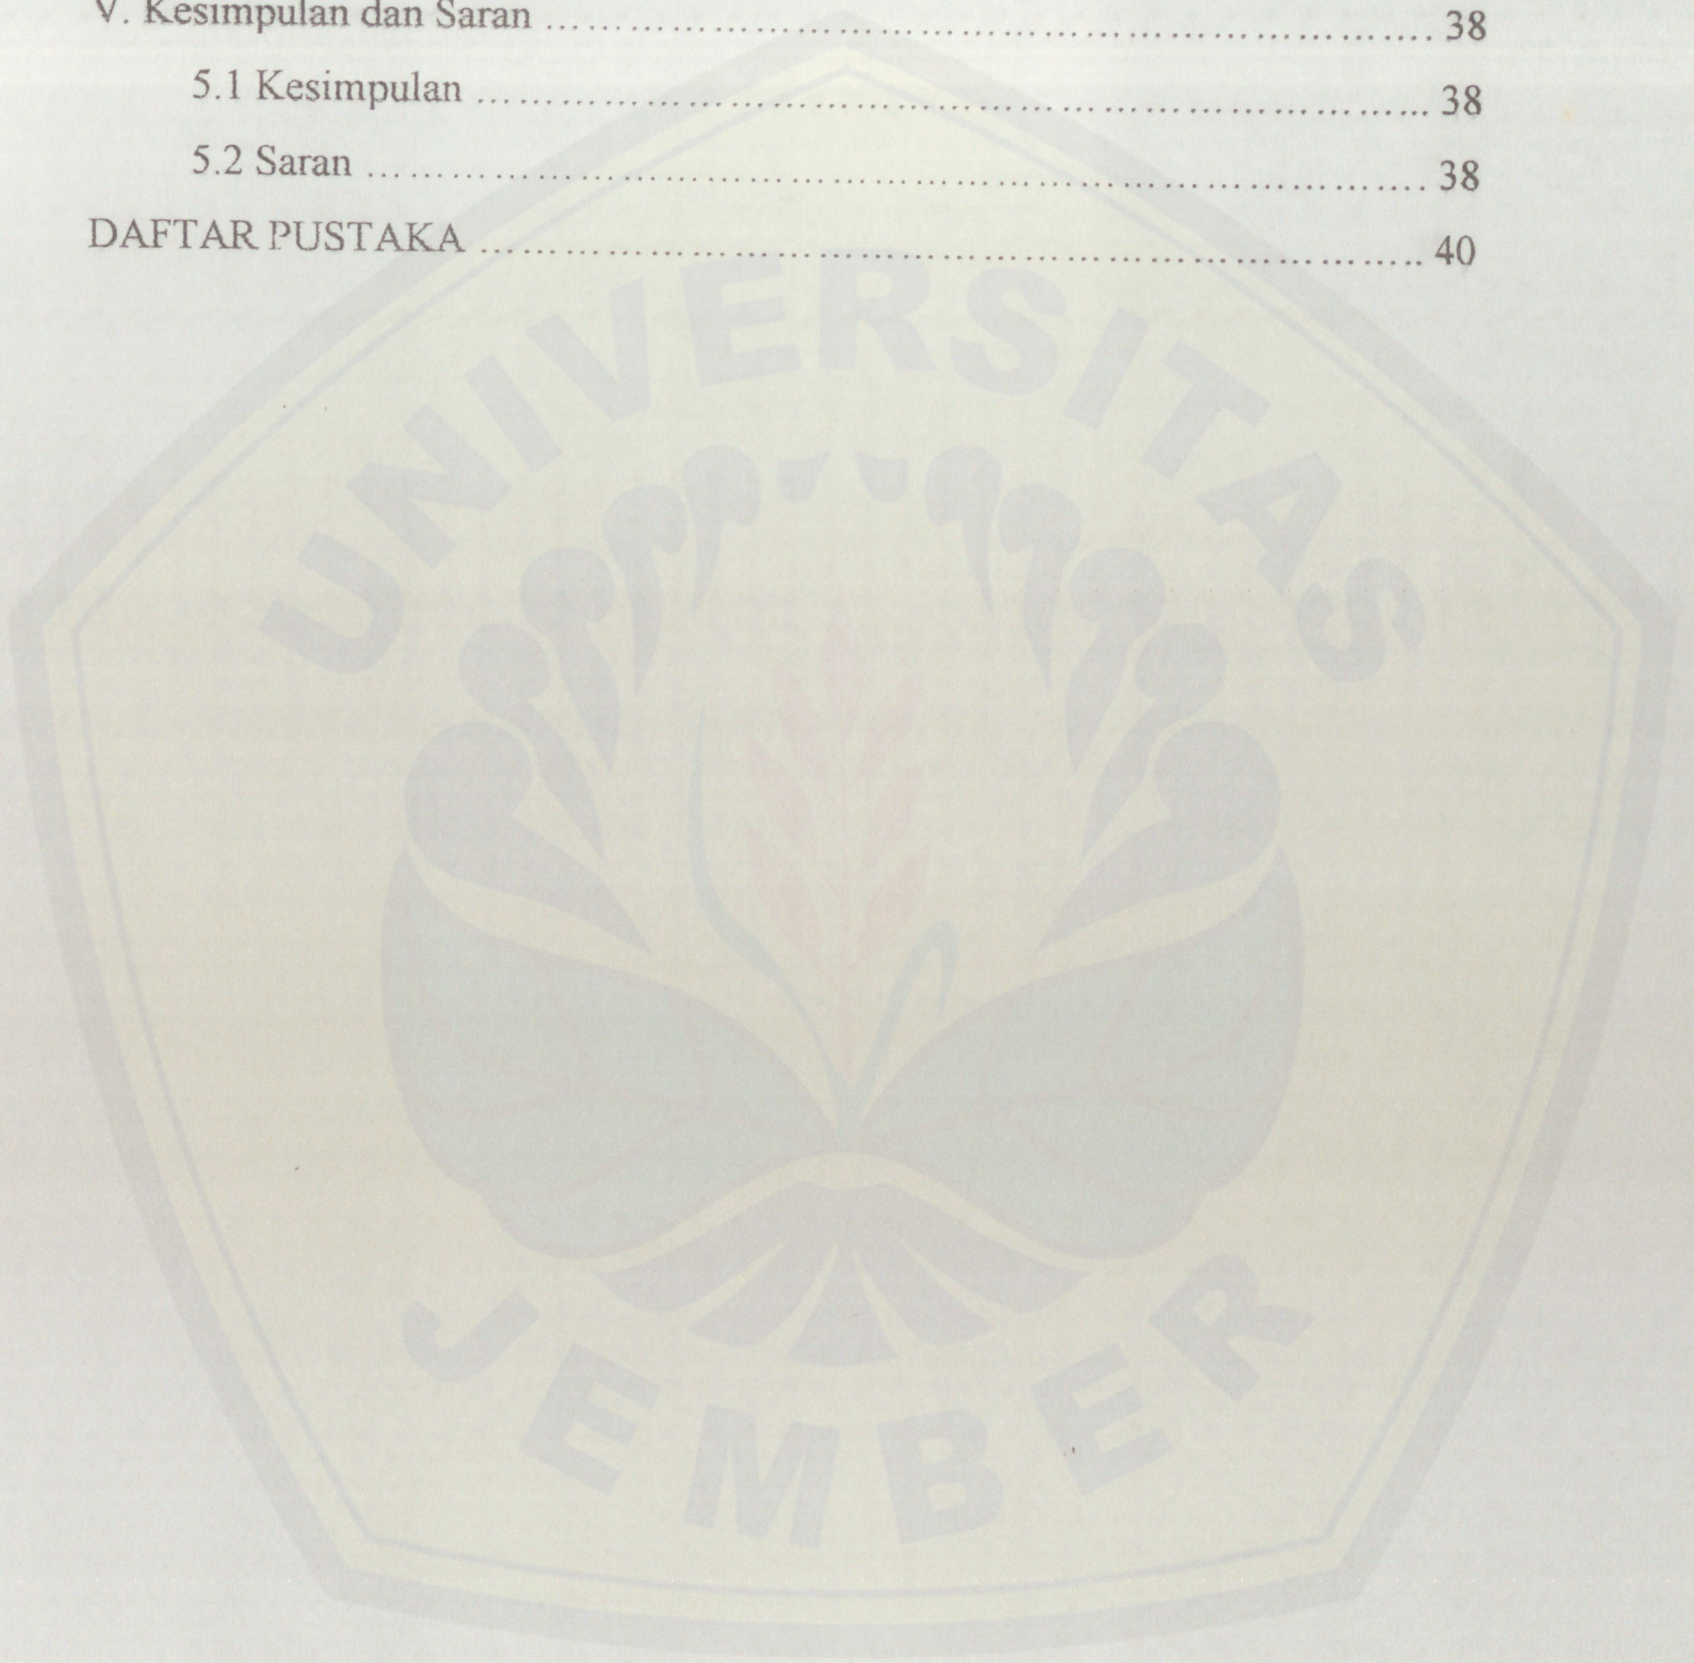 V. Kesimpulan dan Saran ........................................................................ 38
5.1 Kesimpulan ........................................................................ 38
5.2 Saran ........................................................................ 38
DAFTAR PUSTAKA ........................................................................ 40
UNIVERSITAS
JEMBER